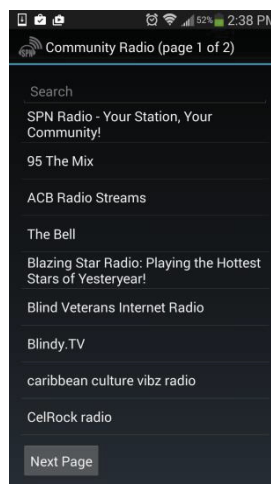 52% 2:38 PM
SPN Community Radio (page 1 of 2)
Search
SPN Radio - Your Station, Your
Community!
95 The Mix
ACB Radio Streams
The Bell
Blazing Star Radio: Playing the Hottest
Stars of Yesteryear!
Blind Veterans Internet Radio
Blindy.TV
caribbean culture vibz radio
CelRock radio
Next Page